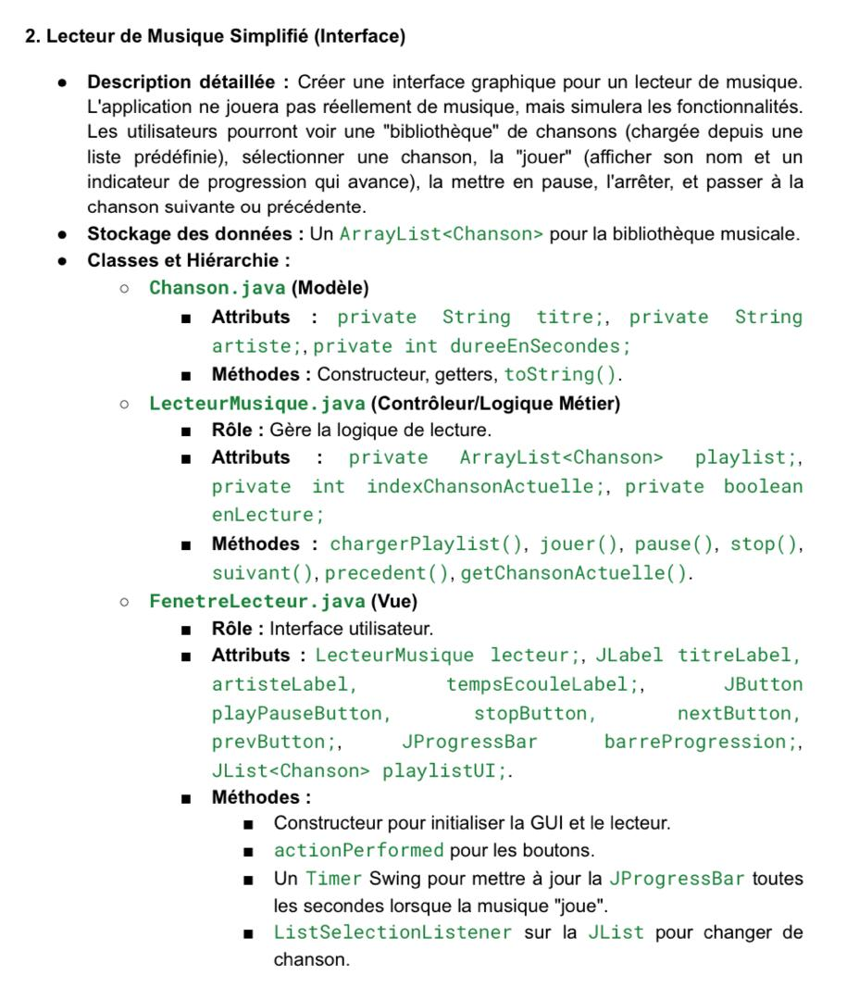 2. Lecteur de Musique Simplifié (Interface)
● Description détaillée : Créer une interface graphique pour un lecteur de musique.
L'application ne jouera pas réellement de musique, mais simulera les fonctionnalités.
Les utilisateurs pourront voir une "bibliothèque" de chansons (chargée depuis une
liste prédéfinie), sélectionner une chanson, la "jouer" (afficher son nom et un
indicateur de progression qui avance), la mettre en pause, l'arrêter, et passer à la
chanson suivante ou précédente.
● Stockage des données : Un ArrayList<Chanson> pour la bibliothèque musicale.
● Classes et Hiérarchie :
○ Chanson.java (Modèle)
■ Attributs : private String titre;, private String
artiste;, private int dureeEnSecondes;
■ Méthodes : Constructeur, getters, toString().
○ LecteurMusique.java (Contrôleur/Logique Métier)
■ Rôle : Gère la logique de lecture.
■ Attributs : private ArrayList<Chanson> playlist;,
private int indexChansonActuelle;, private boolean
enLecture;
■ Méthodes : chargerPlaylist(), jouer(), pause(), stop(),
suivant(), precedent(), getChansonActuelle().
○ FenetreLecteur.java (Vue)
■ Rôle : Interface utilisateur.
■ Attributs : LecteurMusique lecteur;, JLabel titreLabel,
artisteLabel, tempsEcouleLabel;, JButton
playPauseButton, stopButton, nextButton,
prevButton;, JProgressBar barreProgression;,
JList<Chanson> playlistUI;.
■ Méthodes :
■ Constructeur pour initialiser la GUI et le lecteur.
■ actionPerformed pour les boutons.
■ Un Timer Swing pour mettre à jour la JProgressBar toutes
les secondes lorsque la musique "joue".
■ ListSelectionListener sur la JList pour changer de
chanson.